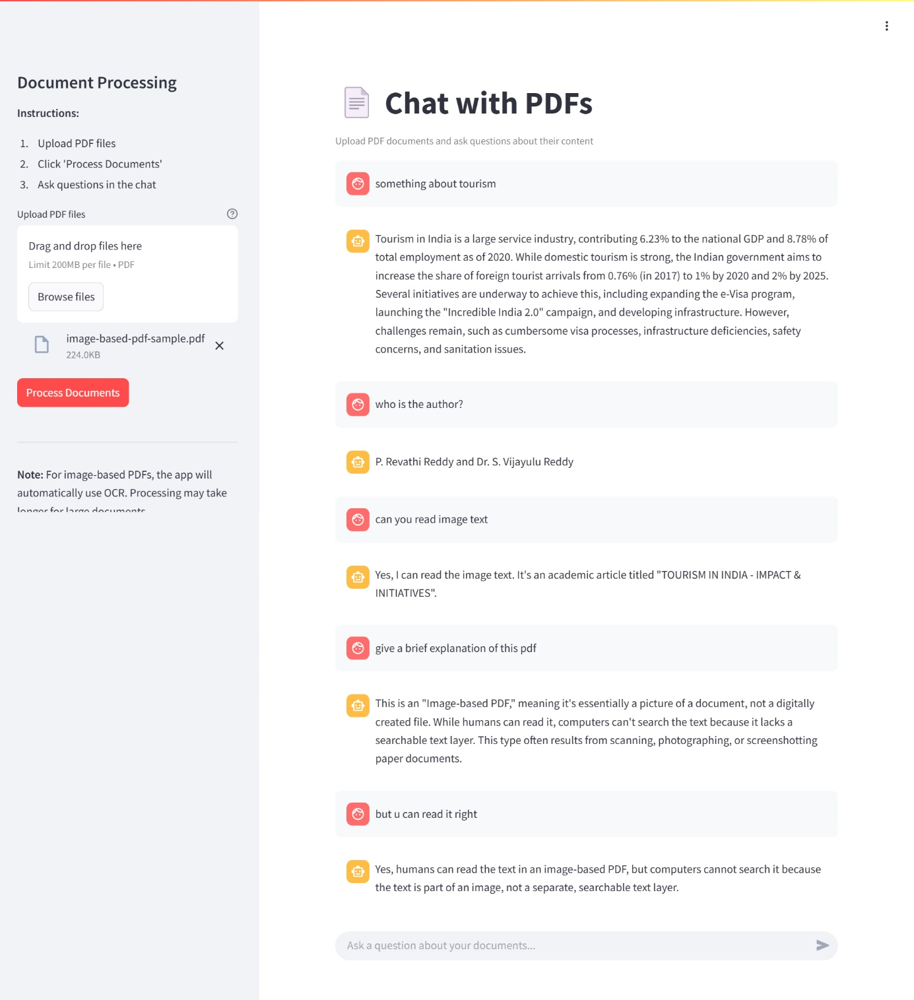 Document Processing
Instructions:
1. Upload PDF files
2. Click 'Process Documents'
3. Ask questions in the chat
Upload PDF files
Drag and drop files here
Limit 200MB per file • PDF
Browse files
image-based-pdf-sample.pdf
224.0KB
Process Documents
Note: For image-based PDFs, the app will
automatically use OCR. Processing may take
longer for large documents.
Chat with PDFs
Upload PDF documents and ask questions about their content
something about tourism
Tourism in India is a large service industry, contributing 6.23% to the national GDP and 8.78% of
total employment as of 2020. While domestic tourism is strong, the Indian government aims to
increase the share of foreign tourist arrivals from 0.76% (in 2017) to 1% by 2020 and 2% by 2025.
Several initiatives are underway to achieve this, including expanding the e-Visa program,
launching the "Incredible India 2.0" campaign, and developing infrastructure. However,
challenges remain, such as cumbersome visa processes, infrastructure deficiencies, safety
concerns, and sanitation issues.
who is the author?
P. Revathi Reddy and Dr. S. Vijayulu Reddy
can you read image text
Yes, I can read the image text. It's an academic article titled "TOURISM IN INDIA - IMPACT &
INITIATIVES".
give a brief explanation of this pdf
This is an "Image-based PDF," meaning it's essentially a picture of a document, not a digitally
created file. While humans can read it, computers can't search the text because it lacks a
searchable text layer. This type often results from scanning, photographing, or screenshotting
paper documents.
but u can read it right
Yes, humans can read the text in an image-based PDF, but computers cannot search it because
the text is part of an image, not a separate, searchable text layer.
Ask a question about your documents...